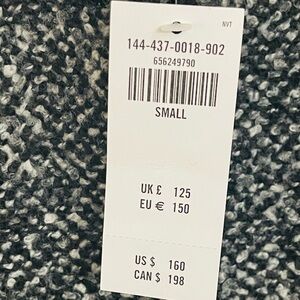 NVT
144-437-0018-902
656249790
SMALL
UK £ 125
EU € 150
US $ 160
CAN $ 198